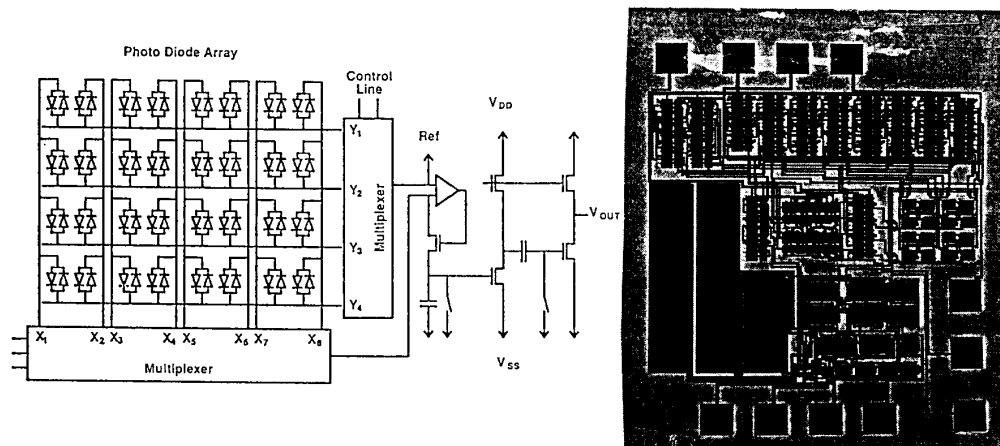 Photo Diode Array
Control
Line
Y1
Y2
Y3
Y4
Multiplexer
Ref
VDD
VOUT
VSS
X1 X2 X3 X4 X5 X6 X7 X8
Multiplexer